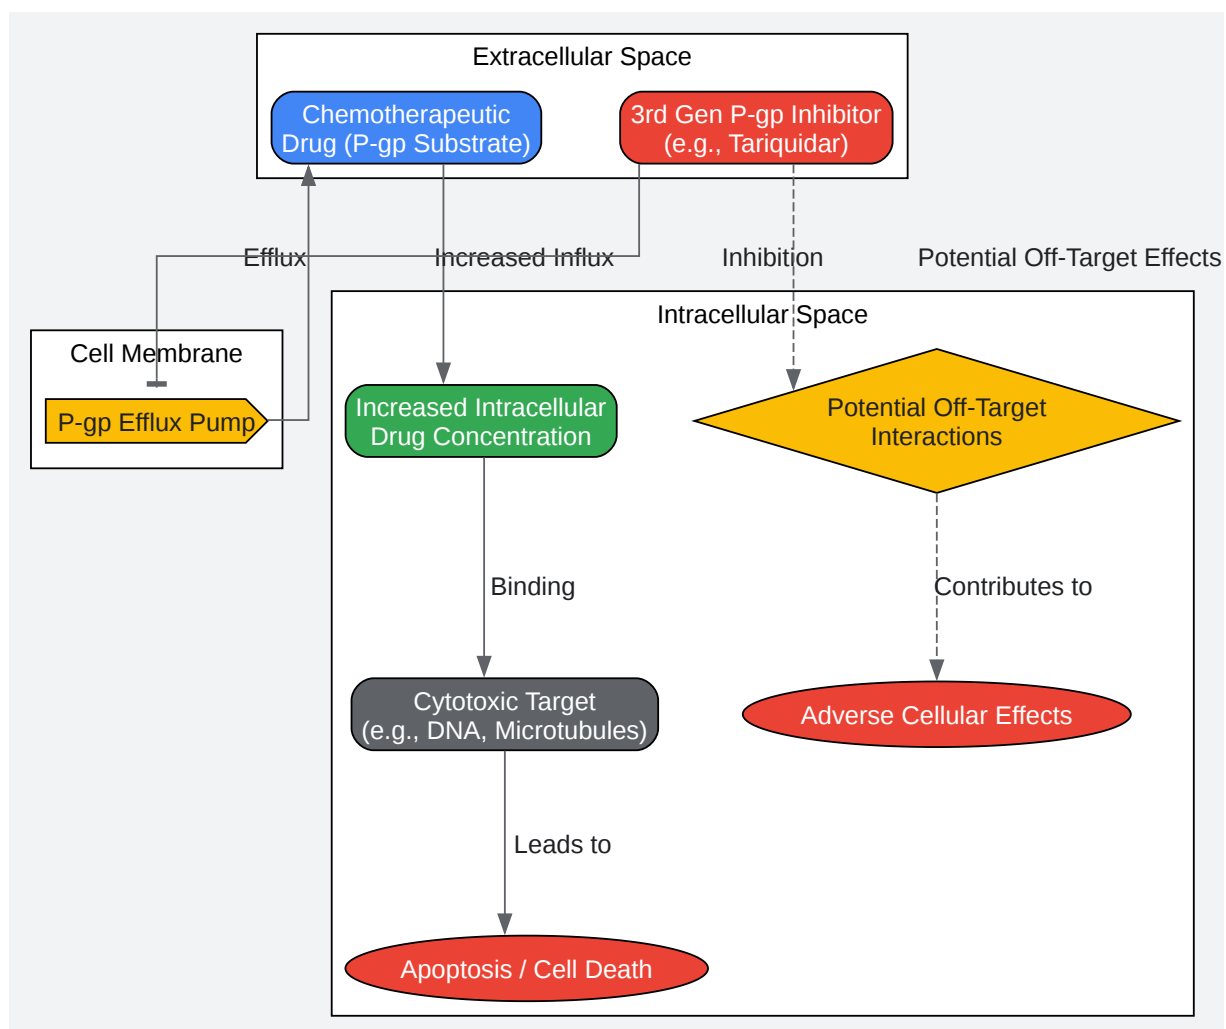 Extracellular Space
Chemotherapeutic
Drug (P-gp Substrate)
3rd Gen P-gp Inhibitor
(e.g., Tariquidar)
Efflux
Increased Influx
Inhibition
Potential Off-Target Effects
Intracellular Space
Cell Membrane
P-gp Efflux Pump
Increased Intracellular
Drug Concentration
Potential Off-Target
Interactions
Binding
Contributes to
Cytotoxic Target
(e.g., DNA, Microtubules)
Adverse Cellular Effects
Leads to
Apoptosis / Cell Death